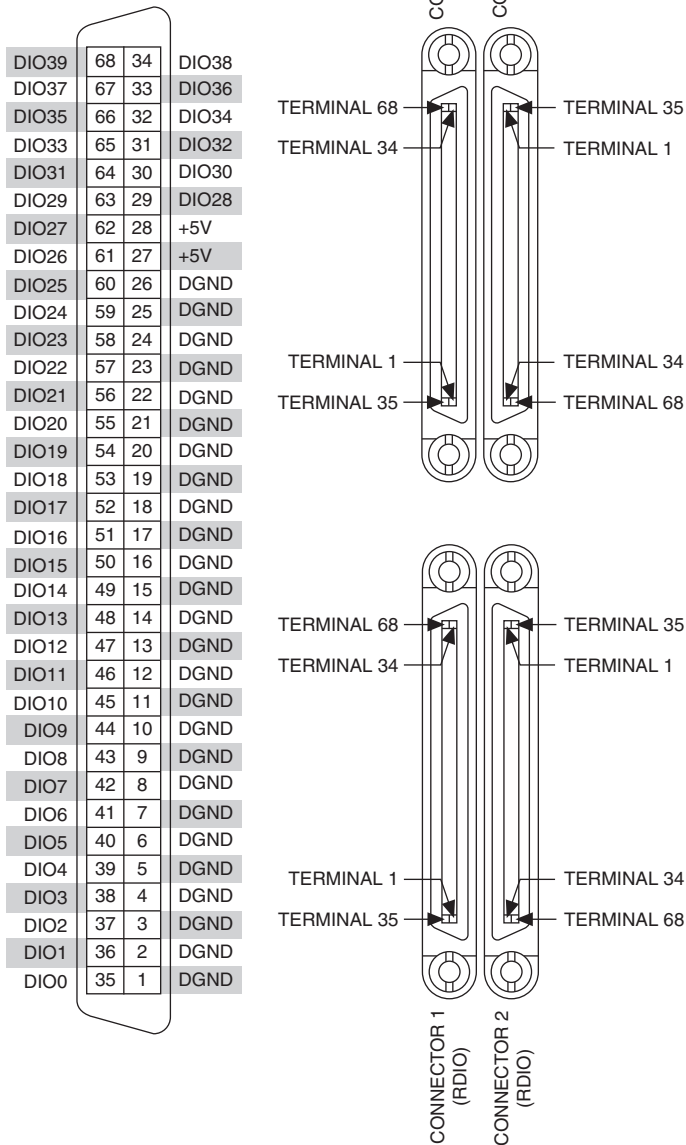 DIO39 68 34 DIO38
DIO37 67 33 DIO36
DIO35 66 32 DIO34
DIO33 65 31 DIO32
DIO31 64 30 DIO30
DIO29 63 29 DIO28
DIO27 62 28 +5V
DIO26 61 27 +5V
DIO25 60 26 DGND
DIO24 59 25 DGND
DIO23 58 24 DGND
DIO22 57 23 DGND
DIO21 56 22 DGND
DIO20 55 21 DGND
DIO19 54 20 DGND
DIO18 53 19 DGND
DIO17 52 18 DGND
DIO16 51 17 DGND
DIO15 50 16 DGND
DIO14 49 15 DGND
DIO13 48 14 DGND
DIO12 47 13 DGND
DIO11 46 12 DGND
DIO10 45 11 DGND
DIO9 44 10 DGND
DIO8 43 9 DGND
DIO7 42 8 DGND
DIO6 41 7 DGND
DIO5 40 6 DGND
DIO4 39 5 DGND
DIO3 38 4 DGND
DIO2 37 3 DGND
DIO1 36 2 DGND
DIO0 35 1 DGND
TERMINAL 68 TERMINAL 35
TERMINAL 34 TERMINAL 1
TERMINAL 1 TERMINAL 34
TERMINAL 35 TERMINAL 68
TERMINAL 68 TERMINAL 35
TERMINAL 34 TERMINAL 1
TERMINAL 1 TERMINAL 34
TERMINAL 35 TERMINAL 68
CONNECTOR 1
(RDIO)
CONNECTOR 2
(RDIO)